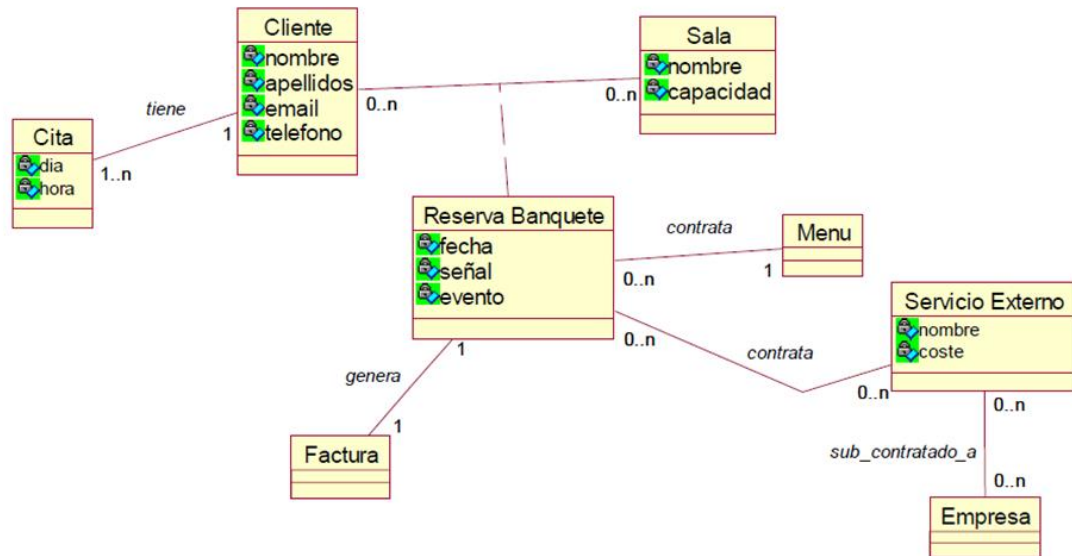 Cliente
nombre
apellidos
email
telefono
Sala
nombre
capacidad
0..n
0..n
tiene
1
Cita
dia
hora
1..n
Reserva Banquete
fecha
señal
evento
contrata
0..n
1
Menu
Servicio Externo
nombre
coste
0..n
contrata
0..n
1
genera
1
Factura
0..n
sub_contratado_a
0..n
Empresa